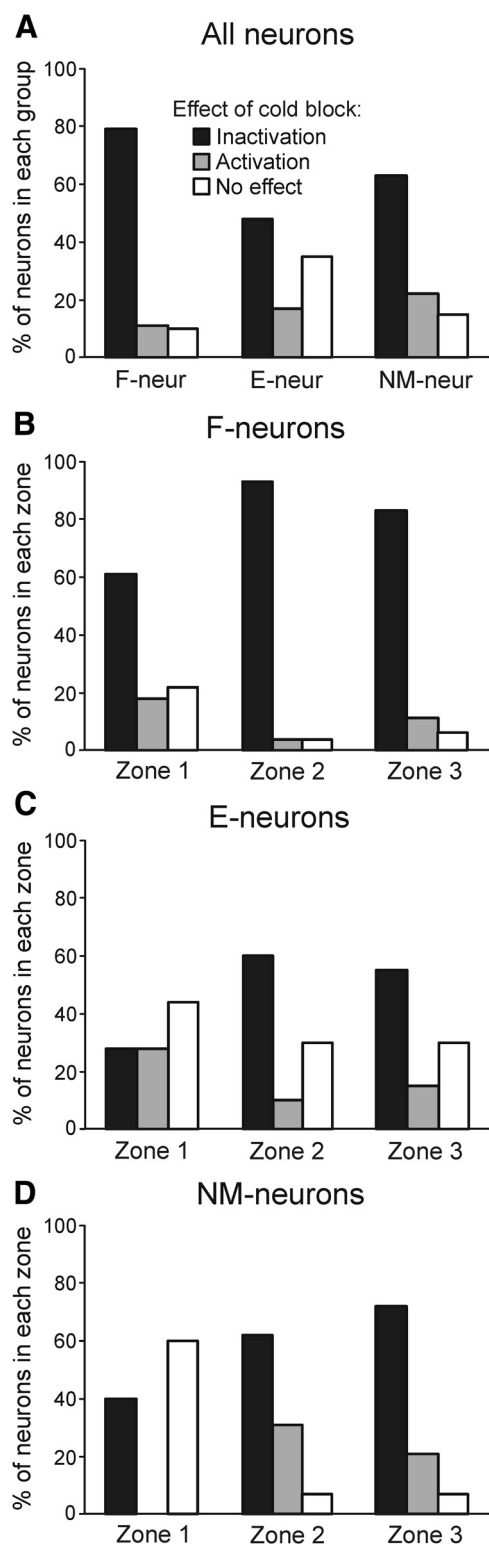 A
All neurons
% of neurons in each group
100
80
60
40
20
0
Effect of cold block:
Inactivation
Activation
No effect
F-neur E-neur NM-neur
B
F-neurons
% of neurons in each zone
100
80
60
40
20
0
Zone 1 Zone 2 Zone 3
C
E-neurons
% of neurons in each zone
100
80
60
40
20
0
Zone 1 Zone 2 Zone 3
D
NM-neurons
% of neurons in each zone
100
80
60
40
20
0
Zone 1 Zone 2 Zone 3